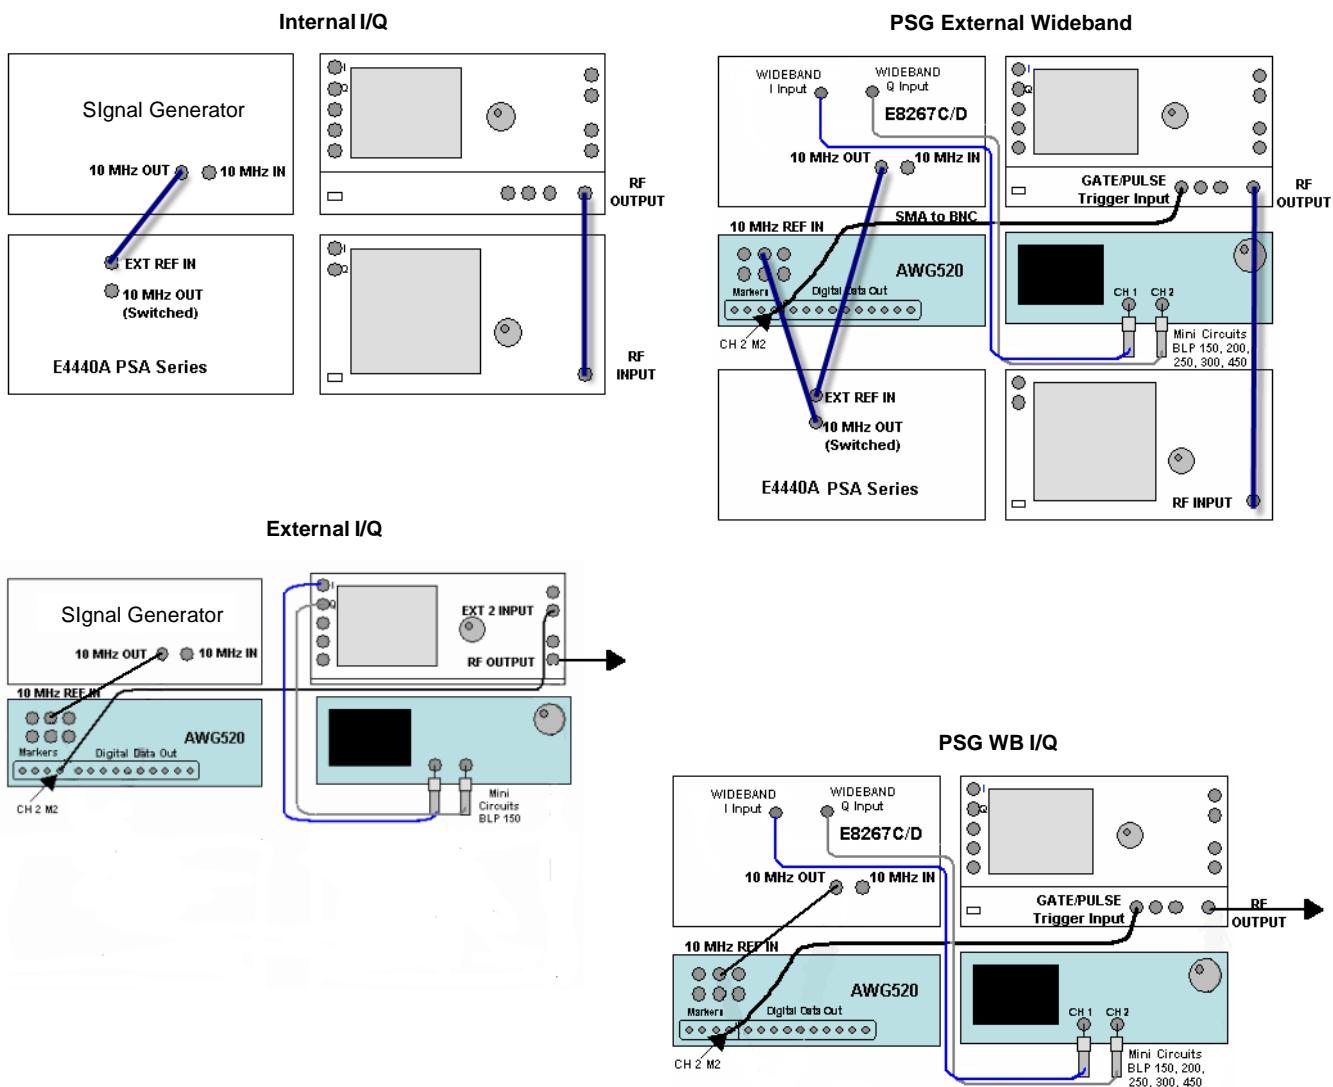 Internal I/Q
SIgnal Generator
10 MHz OUT
10 MHz IN
I
Q
RF
OUTPUT
EXT REF IN
10 MHz OUT
(Switched)
E4440A PSA Series
I
Q
RF
INPUT
PSG External Wideband
WIDEBAND
I Input
WIDEBAND
Q Input
E8267C/D
10 MHz OUT
10 MHz IN
I
Q
GATE/PULSE
Trigger Input
RF
OUTPUT
SMA to BNC
10 MHz REF IN
AWG520
Markers
Digital Data Out
CH 2 M2
CH 1
CH 2
Mini Circuits
BLP 150, 200,
250, 300, 450
EXT REF IN
10 MHz OUT
(Switched)
E4440A PSA Series
RF INPUT
External I/Q
SIgnal Generator
10 MHz OUT
10 MHz IN
I
Q
EXT 2 INPUT
RF OUTPUT
10 MHz REF IN
AWG520
Markers
Digital Data Out
CH 2 M2
Mini
Circuits
BLP 150
PSG WB I/Q
WIDEBAND
I Input
WIDEBAND
Q Input
E8267C/D
10 MHz OUT
10 MHz IN
I
Q
GATE/PULSE
Trigger Input
RF
OUTPUT
10 MHz REF IN
AWG520
Markers
Digital Data Out
CH 2 M2
CH 1
CH 2
Mini Circuits
BLP 150, 200,
250, 300, 450